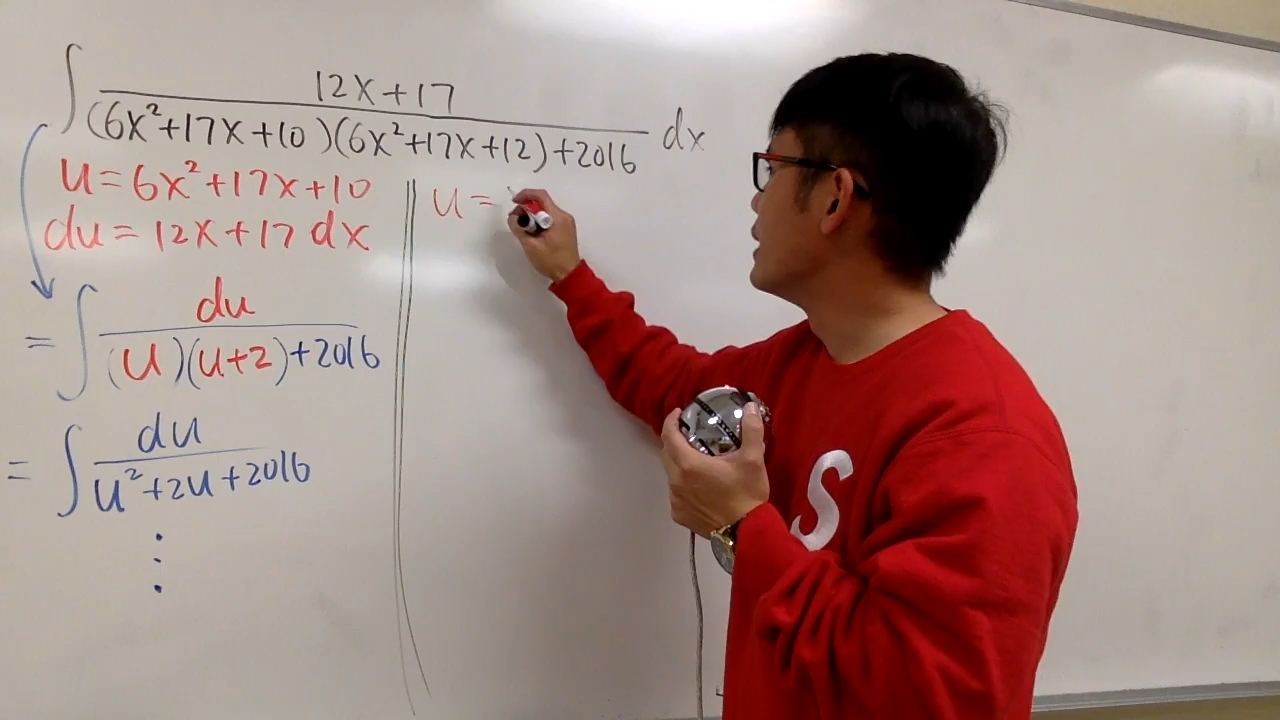 ∫ 12x+17 / (6x²+17x+10)(6x²+17x+12)+2016 dx
u=6x²+17x+10
du = 12x+17 dx
= ∫ du / (u)(u+2)+2016
= ∫ du / u²+2u+2016
⋮
u =
S